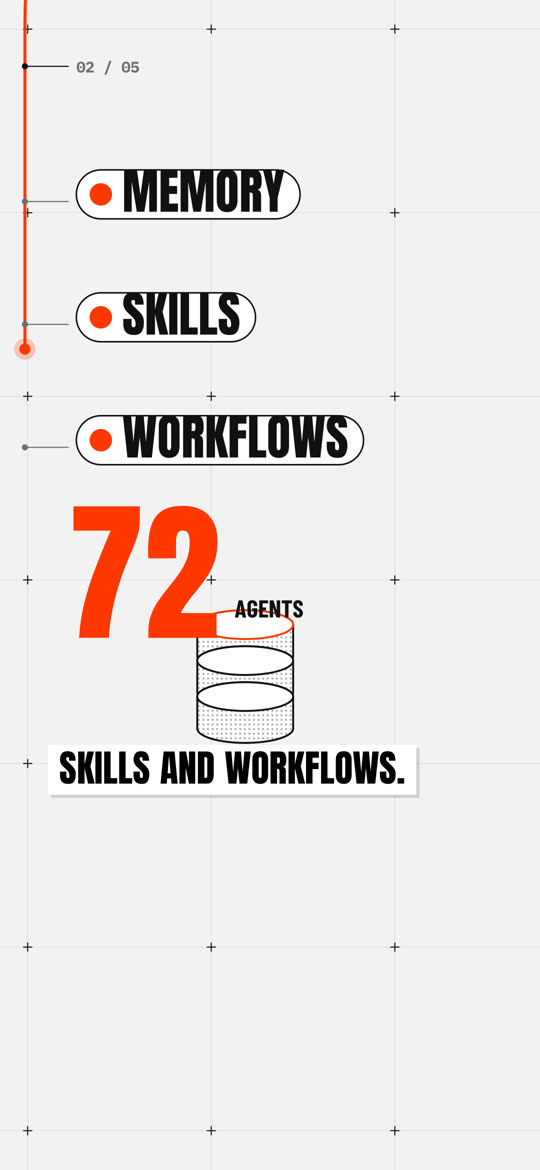 02 / 05
MEMORY
SKILLS
WORKFLOWS
72
AGENTS
SKILLS AND WORKFLOWS.